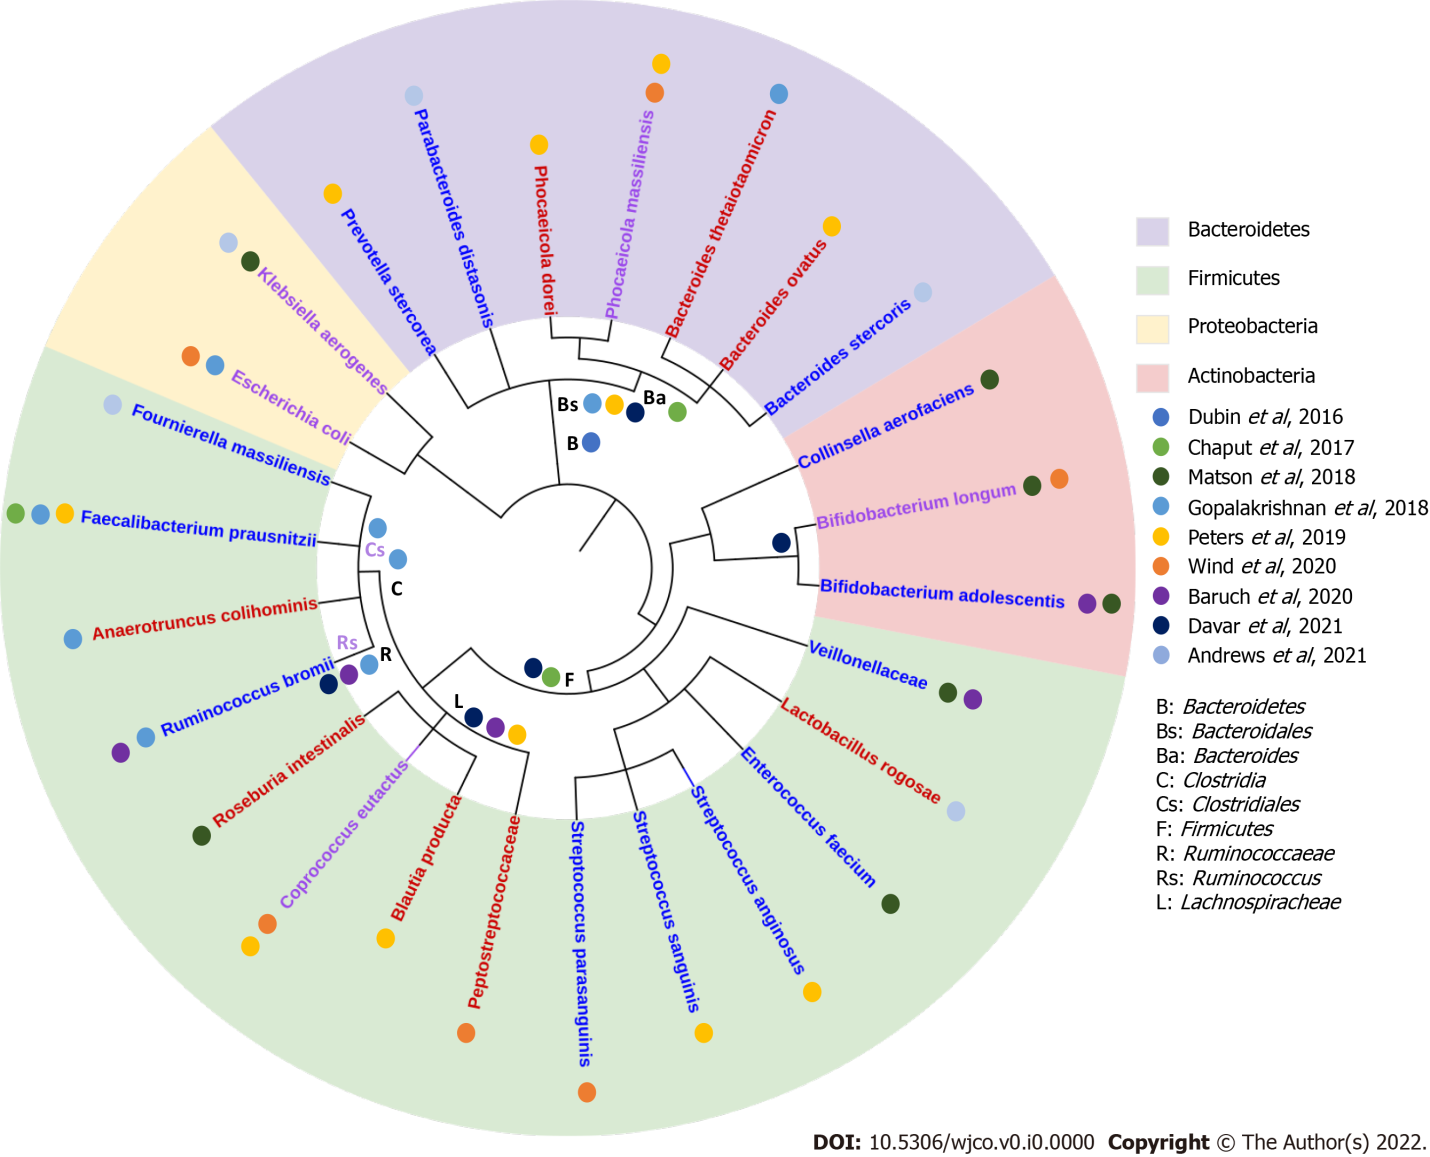 Parabacteroides distasonis
Prevotella stercorea
Phocaeicola dorei
Phocaeicola massiliensis
Bacteroides thetaiotaomicron
Bacteroides ovatus
Bacteroides stercoris
Klebsiella aerogenes
Escherichia coli
Fournierella massiliensis
Faecalibacterium prausnitzii
Anaerotruncus colihominis
Ruminococcus bromii
Roseburia intestinalis
Coprococcus eutactus
Blautia producta
Peptostreptococcaceae
Streptococcus parasanguinis
Streptococcus sanguinis
Streptococcus anginosus
Enterococcus faecium
Lactobacillus rogosae
Veillonellaceae
Bifidobacterium adolescentis
Bifidobacterium longum
Collinsella aerofaciens
Bs
Ba
B
Cs
C
Rs
R
L
F
Bacteroidetes
Firmicutes
Proteobacteria
Actinobacteria
Dubin et al, 2016
Chaput et al, 2017
Matson et al, 2018
Gopalakrishnan et al, 2018
Peters et al, 2019
Wind et al, 2020
Baruch et al, 2020
Davar et al, 2021
Andrews et al, 2021
B: Bacteroidetes
Bs: Bacteroidales
Ba: Bacteroides
C: Clostridia
Cs: Clostridiales
F: Firmicutes
R: Ruminococcaeae
Rs: Ruminococcus
L: Lachnospiracheae
DOI: 10.5306/wjco.v0.i0.0000 Copyright © The Author(s) 2022.